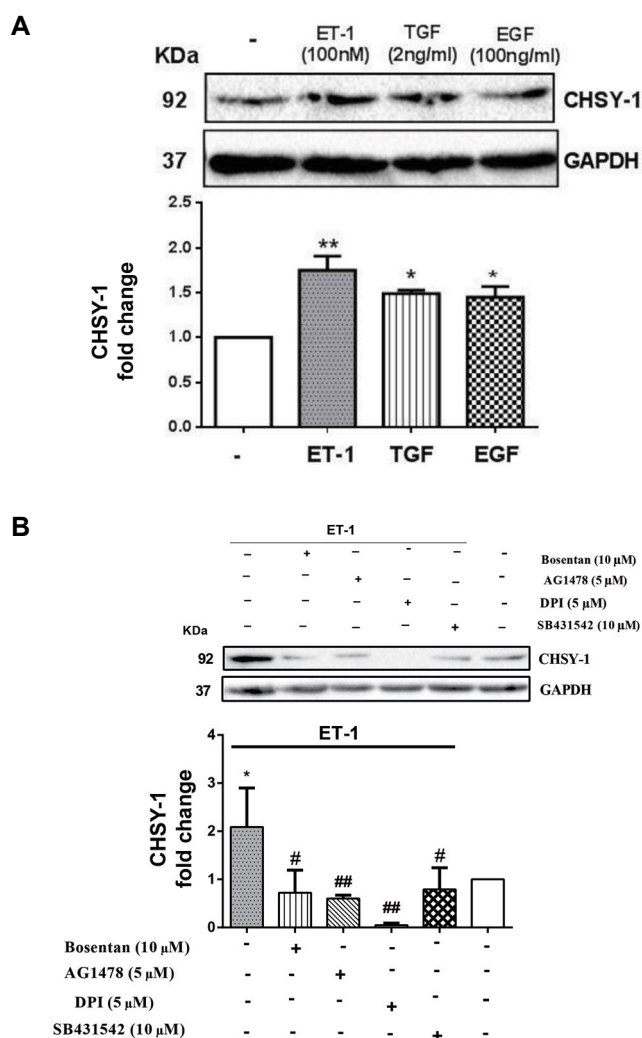 A
KDa - ET-1 (100nM) TGF (2ng/ml) EGF (100ng/ml)
92 CHSY-1
37 GAPDH
CHSY-1 fold change
2.5
2.0
1.5
1.0
0.5
0.0
** * *
- ET-1 TGF EGF
B
ET-1
– + – - – – Bosentan (10 µM)
– – + – – – AG1478 (5 µM)
– – – + – – DPI (5 µM)
– – – – + – SB431542 (10 µM)
KDa
92 CHSY-1
37 GAPDH
ET-1
CHSY-1 fold change
4
3
2
1
0
* # ## ## #
Bosentan (10 µM) - + - - - -
AG1478 (5 µM) - - + - - -
DPI (5 µM) - - - + - -
SB431542 (10 µM) - - - - + -